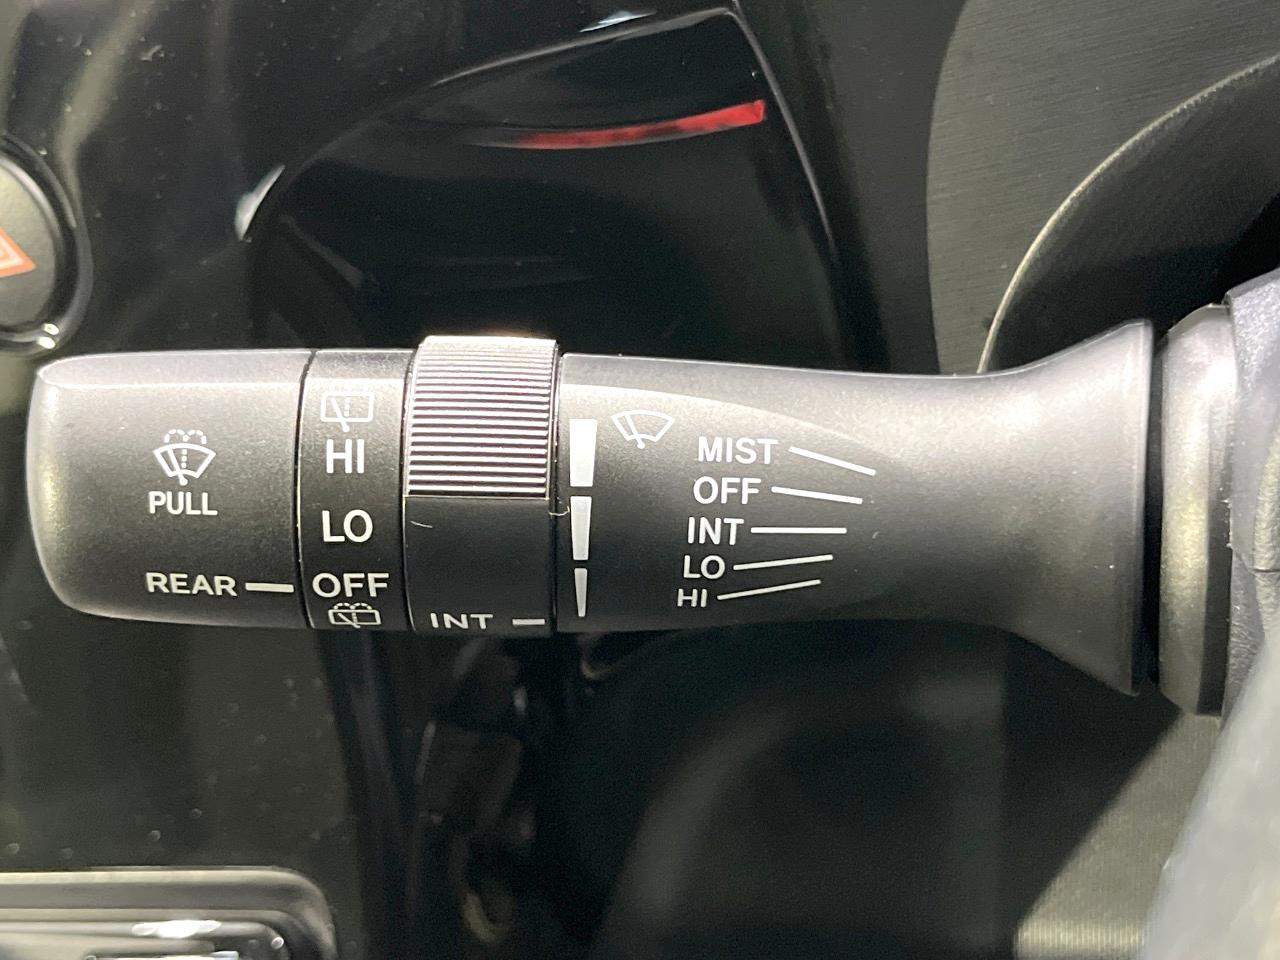 PULL
REAR
HI
LO
OFF
INT
MIST
OFF
INT
LO
HI